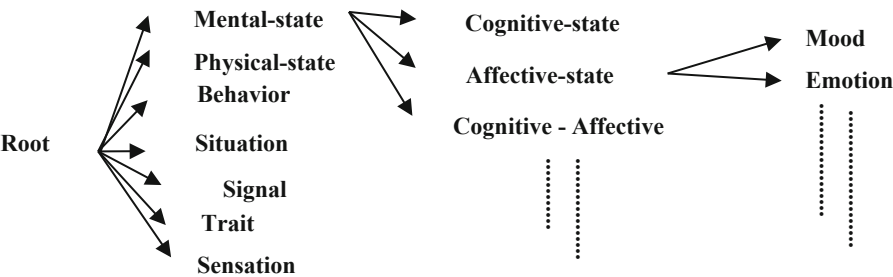 Root
Mental-state
Physical-state
Behavior
Situation
Signal
Trait
Sensation
Cognitive-state
Affective-state
Cognitive - Affective
Mood
Emotion